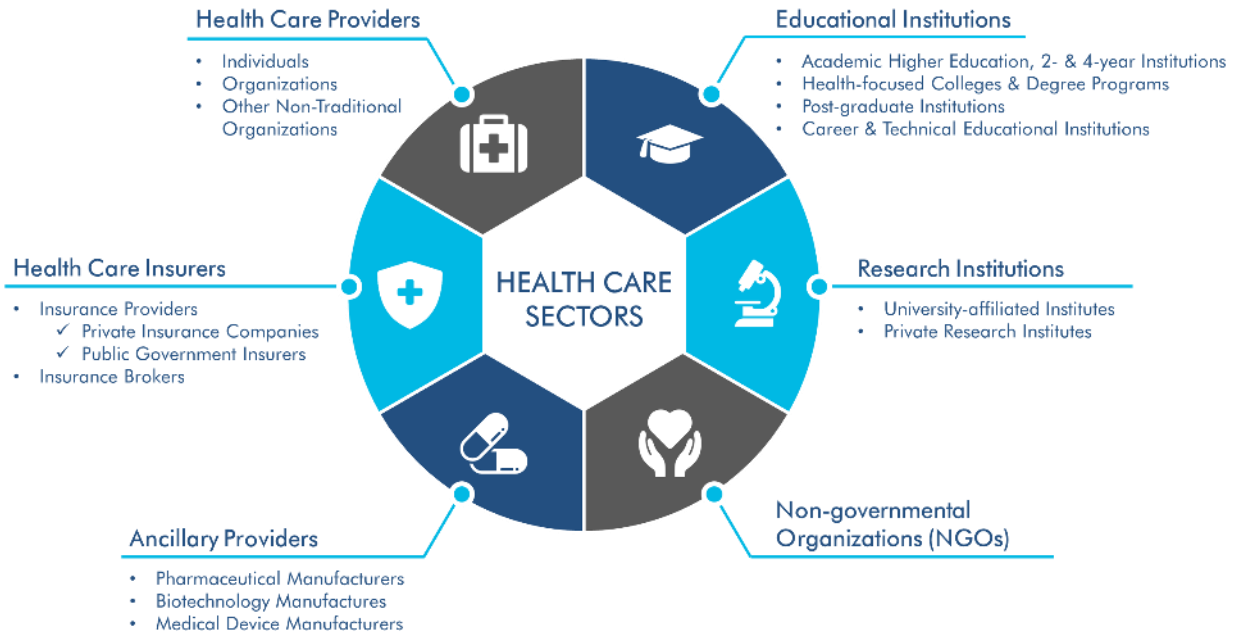 Health Care Providers
• Individuals
• Organizations
• Other Non-Traditional
Organizations
Educational Institutions
• Academic Higher Education, 2- & 4-year Institutions
• Health-focused Colleges & Degree Programs
• Post-graduate Institutions
• Career & Technical Educational Institutions
Health Care Insurers
• Insurance Providers
✓ Private Insurance Companies
✓ Public Government Insurers
• Insurance Brokers
HEALTH CARE
SECTORS
Research Institutions
• University-affiliated Institutes
• Private Research Institutes
Ancillary Providers
• Pharmaceutical Manufacturers
• Biotechnology Manufactures
• Medical Device Manufacturers
Non-governmental
Organizations (NGOs)